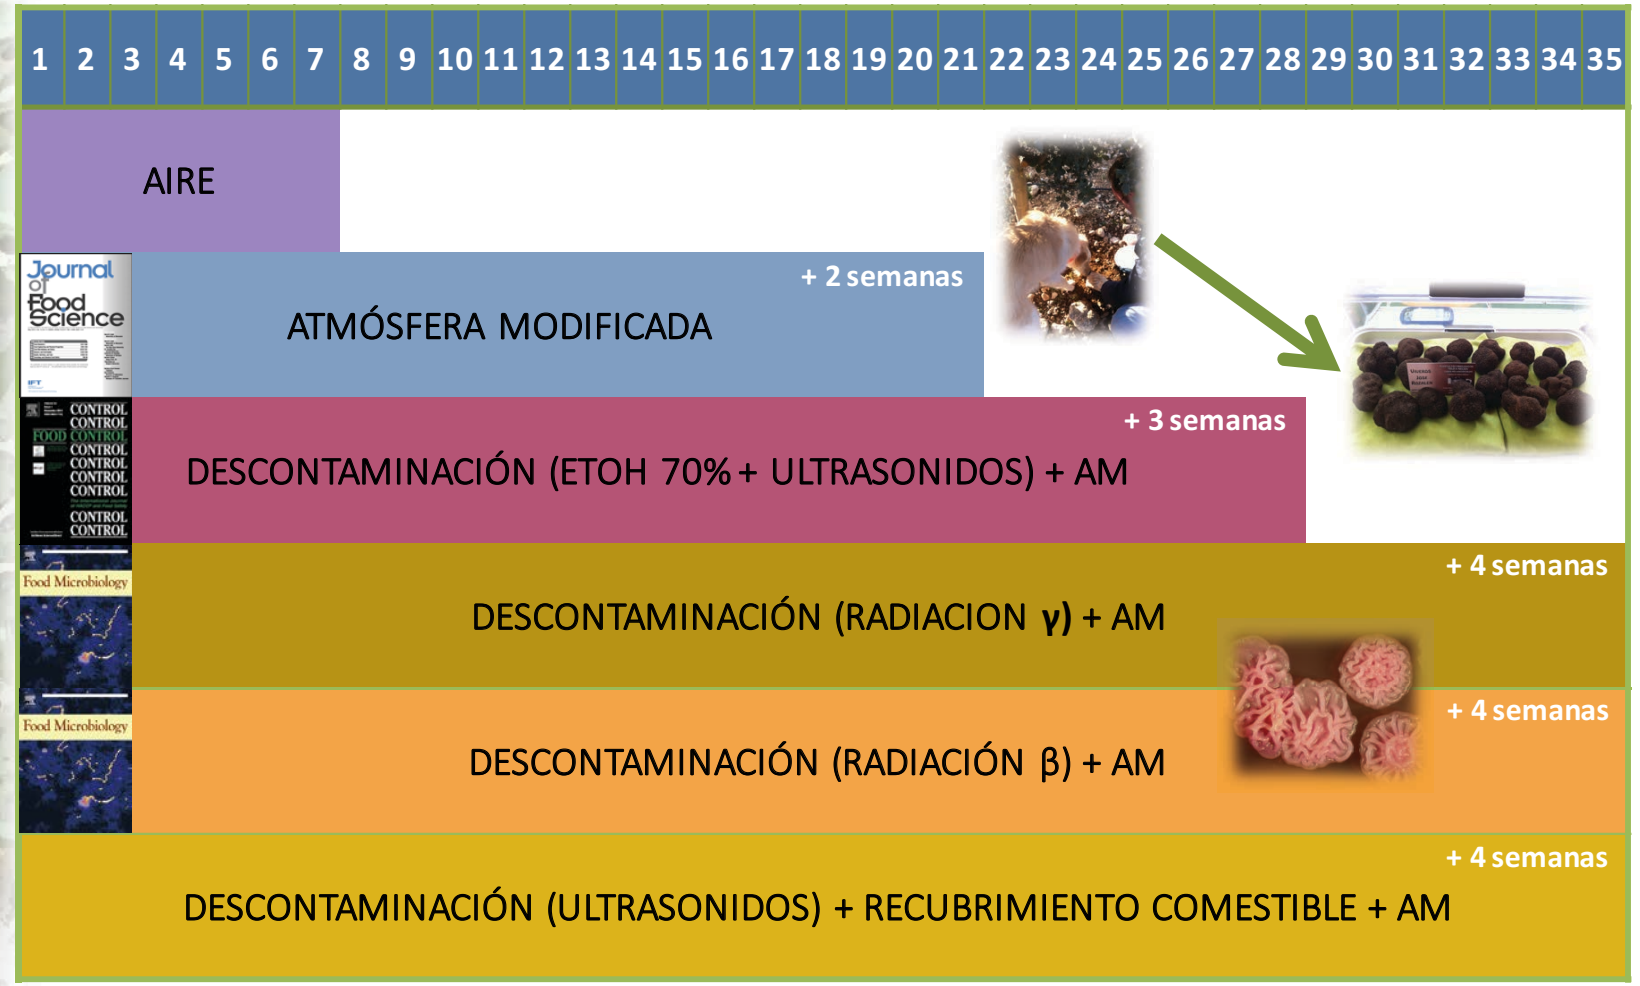 1 2 3 4 5 6 7 8 9 10 11 12 13 14 15 16 17 18 19 20 21 22 23 24 25 26 27 28 29 30 31 32 33 34 35
AIRE
Journal
of
Food
Science
IFT
+ 2 semanas
ATMÓSFERA MODIFICADA
CONTROL
CONTROL
FOOD CONTROL
CONTROL
CONTROL
CONTROL
CONTROL
CONTROL
CONTROL
+ 3 semanas
DESCONTAMINACIÓN (ETOH 70% + ULTRASONIDOS) + AM
Food Microbiology
+ 4 semanas
DESCONTAMINACIÓN (RADIACION γ) + AM
Food Microbiology
+ 4 semanas
DESCONTAMINACIÓN (RADIACIÓN β) + AM
+ 4 semanas
DESCONTAMINACIÓN (ULTRASONIDOS) + RECUBRIMIENTO COMESTIBLE + AM